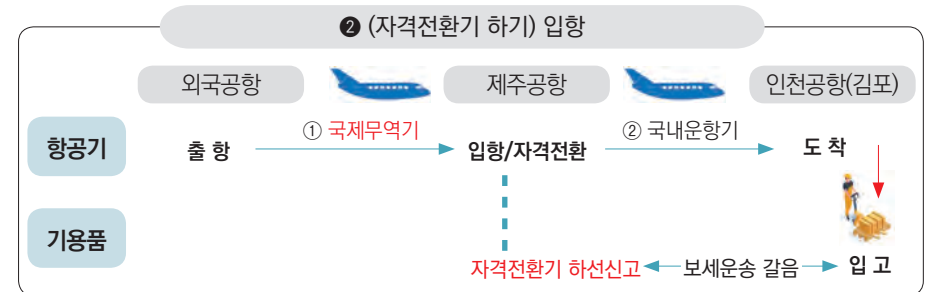 ❷ (자격전환기 하기) 입항
외국공항 제주공항 인천공항(김포)
항공기 출 항 ① 국제무역기 입항/자격전환 ② 국내운항기 도 착
기용품 자격전환기 하선신고 보세운송 갈음 입 고